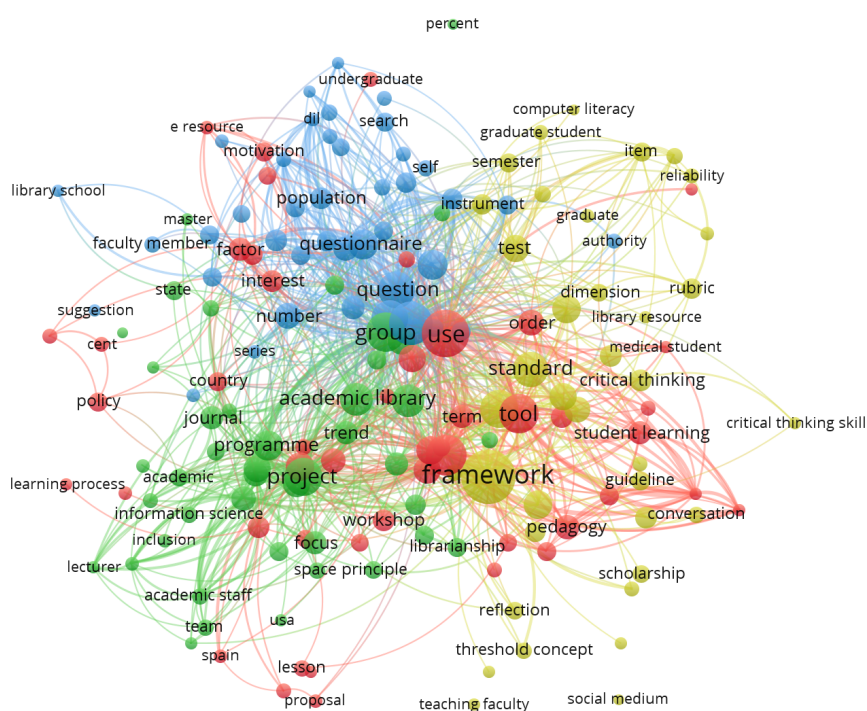 percent
undergraduate
computer literacy
dil
search
graduate student
e resource
motivation
semester
item
self
reliability
library school
population
instrument
master
graduate
faculty member
factor
questionnaire
test
authority
state
interest
question
dimension
rubric
suggestion
number
library resource
series
group
use
order
medical student
cent
country
standard
critical thinking
policy
academic library
journal
term
tool
critical thinking skill
programme
trend
student learning
academic
project
framework
learning process
guideline
information science
workshop
pedagogy
conversation
inclusion
focus
librarianship
lecturer
space principle
scholarship
academic staff
team
usa
reflection
spain
threshold concept
lesson
proposal
teaching faculty
social medium